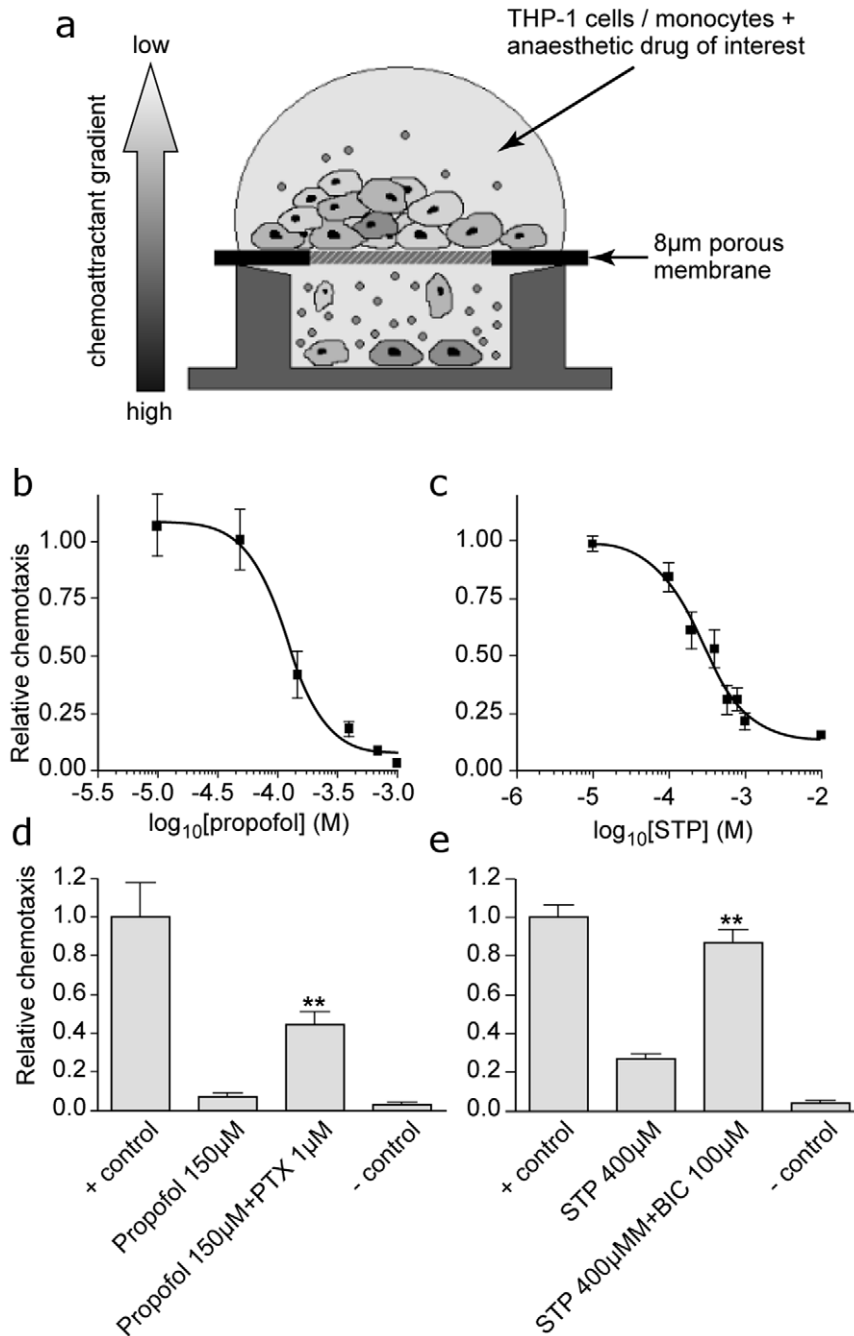 a
low
chemoattractant gradient
high
THP-1 cells / monocytes +
anaesthetic drug of interest
8µm porous
membrane
b
Relative chemotaxis
1.00
0.75
0.50
0.25
0.00
-5.5 -5.0 -4.5 -4.0 -3.5 -3.0
log10[propofol] (M)
c
1.00
0.75
0.50
0.25
0.00
-6 -5 -4 -3 -2
log10[STP] (M)
d
Relative chemotaxis
1.2
1.0
0.8
0.6
0.4
0.2
0.0
**
+ control
Propofol 150µM
Propofol 150µM+PTX 1µM
- control
e
1.2
1.0
0.8
0.6
0.4
0.2
0.0
**
+ control
STP 400µM
STP 400µMM+BIC 100µM
- control